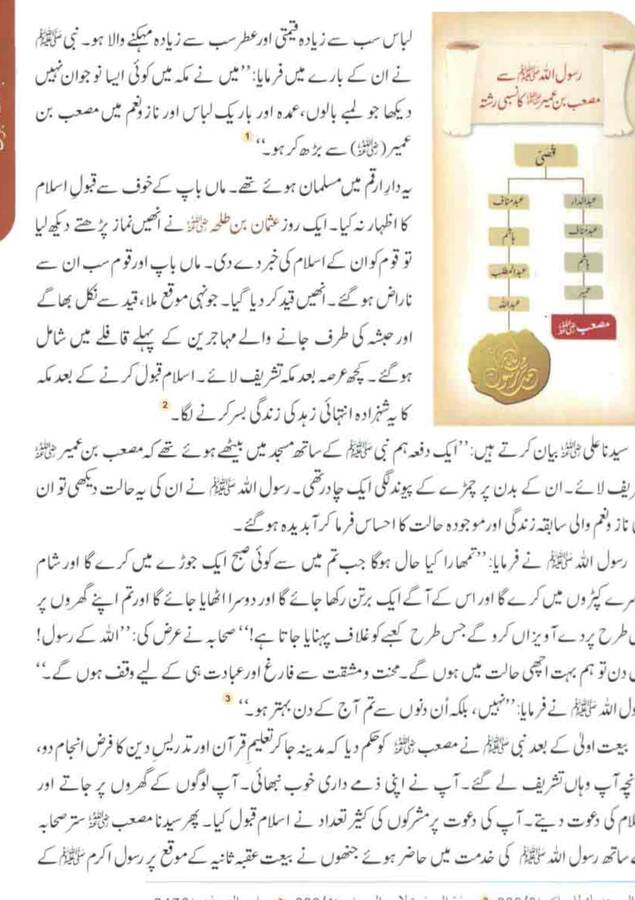 لباس سب سے زیادہ قیمتی اور عطر سب سے زیادہ مہکنے والا ہو۔ نبی ﷺ
نے ان کے بارے میں فرمایا: ’’میں نے مکہ میں کوئی ایسا نوجوان نہیں
دیکھا جو لمبے بالوں، عمدہ اور باریک لباس اور ناز و نعم میں مصعب بن
عمیر (رضی اللہ عنہ) سے بڑھ کر ہو۔‘‘ 1
یہ دارِ ارقم میں مسلمان ہوئے تھے۔ ماں باپ کے خوف سے قبولِ اسلام
کا اظہار نہ کیا۔ ایک روز عثمان بن طلحہ رضی اللہ عنہ نے انھیں نماز پڑھتے دیکھ لیا
تو قوم کو ان کے اسلام کی خبر دے دی۔ ماں باپ اور قوم سب ان سے
ناراض ہو گئے۔ انھیں قید کر دیا گیا۔ جونہی موقع ملا، قید سے نکل بھاگے
اور حبشہ کی طرف جانے والے مہاجرین کے پہلے قافلے میں شامل
ہو گئے۔ کچھ عرصہ بعد مکہ تشریف لائے۔ اسلام قبول کرنے کے بعد مکہ
کا یہ شہزادہ انتہائی زہد کی زندگی بسر کرنے لگا۔ 2
رسول اللہ ﷺ سے
مصعب بن عمیر رضی اللہ عنہ کا نسبی رشتہ
قصی
عبدالدار عبد مناف
عبد مناف ہاشم
ہاشم عبدالمطلب
عمیر عبداللہ
مصعب رضی اللہ عنہ
محمد رسول اللہ
سیدنا علی رضی اللہ عنہ بیان کرتے ہیں: ’’ایک دفعہ ہم نبی ﷺ کے ساتھ مسجد میں بیٹھے ہوئے تھے کہ مصعب بن عمیر رضی اللہ عنہ
ریف لائے۔ ان کے بدن پر چمڑے کے پیوند لگی ایک چادر تھی۔ رسول اللہ ﷺ نے ان کی یہ حالت دیکھی تو ان
ناز و نعم والی سابقہ زندگی اور موجودہ حالت کا احساس فرما کر آبدیدہ ہو گئے۔
رسول اللہ ﷺ نے فرمایا: ’’تمھارا کیا حال ہوگا جب تم میں سے کوئی صبح ایک جوڑے میں کرے گا اور شام
سرے کپڑوں میں کرے گا اور اس کے آگے ایک برتن رکھا جائے گا اور دوسرا اٹھایا جائے گا اور تم اپنے گھروں پر
طرح پردے آویزاں کرو گے جس طرح کعبے کو غلاف پہنایا جاتا ہے!‘‘ صحابہ نے عرض کی: ’’اللہ کے رسول!
دن تو ہم بہت اچھی حالت میں ہوں گے۔ محنت و مشقت سے فارغ اور عبادت ہی کے لیے وقف ہوں گے۔‘‘
ول اللہ ﷺ نے فرمایا: ’’نہیں، بلکہ اُن دنوں سے تم آج کے دن بہتر ہو۔‘‘ 3
بیعت اولیٰ کے بعد نبی ﷺ نے مصعب رضی اللہ عنہ کو حکم دیا کہ مدینہ جا کر تعلیمِ قرآن اور تدریسِ دین کا فرض انجام دو،
نچہ آپ وہاں تشریف لے گئے۔ آپ نے اپنی ذمے داری خوب نبھائی۔ آپ لوگوں کے گھروں پر جاتے اور
لام کی دعوت دیتے۔ آپ کی دعوت پر مشرکوں کی کثیر تعداد نے اسلام قبول کیا۔ پھر سیدنا مصعب رضی اللہ عنہ ستر صحابہ
ساتھ رسول اللہ ﷺ کی خدمت میں حاضر ہوئے جنھوں نے بیعت عقبہ ثانیہ کے موقع پر رسول اکرم ﷺ کے